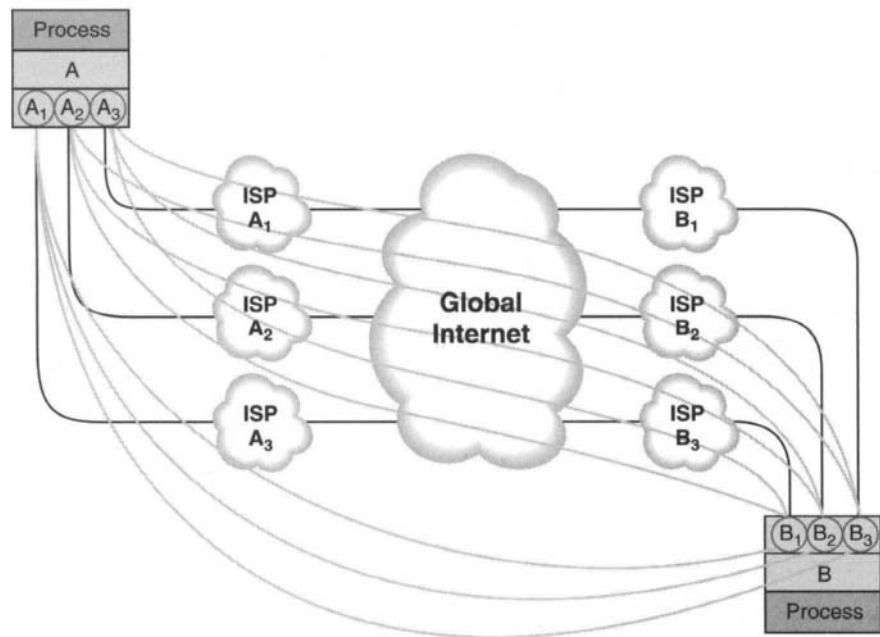 Process
A
A₁ A₂ A₃
ISP
A₁
ISP
B₁
Global
Internet
ISP
A₂
ISP
B₂
ISP
A₃
ISP
B₃
B₁ B₂ B₃
B
Process